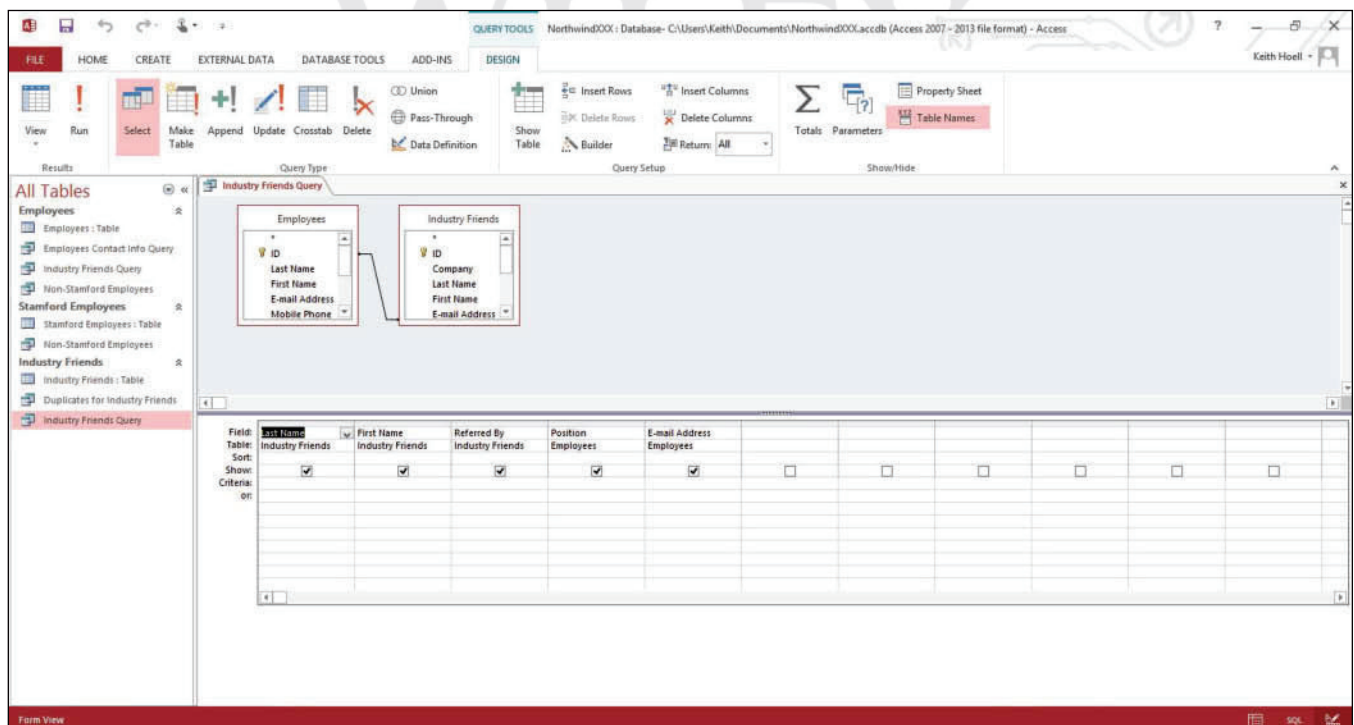 QUERY TOOLS NorthwindXXX : Database- C:\Users\Keith\Documents\NorthwindXXX.accdb (Access 2007 - 2013 file format) - Access
?
FILE HOME CREATE EXTERNAL DATA DATABASE TOOLS ADD-INS DESIGN
Keith Hoell
View
Run
Select
Make Table
Append
Update
Crosstab
Delete
Union
Pass-Through
Data Definition
Show Table
Insert Rows
Delete Rows
Builder
Insert Columns
Delete Columns
Return: All
Totals
Parameters
Property Sheet
Table Names
Results
Query Type
Query Setup
Show/Hide
All Tables
Employees
Employees : Table
Employees Contact Info Query
Industry Friends Query
Non-Stamford Employees
Stamford Employees
Stamford Employees : Table
Non-Stamford Employees
Industry Friends
Industry Friends : Table
Duplicates for Industry Friends
Industry Friends Query
Industry Friends Query
Employees
*
ID
Last Name
First Name
E-mail Address
Mobile Phone
Industry Friends
*
ID
Company
Last Name
First Name
E-mail Address
Field: Last Name First Name Referred By Position E-mail Address
Table: Industry Friends Industry Friends Industry Friends Employees Employees
Sort:
Show:
Criteria:
or:
Form View
SQL